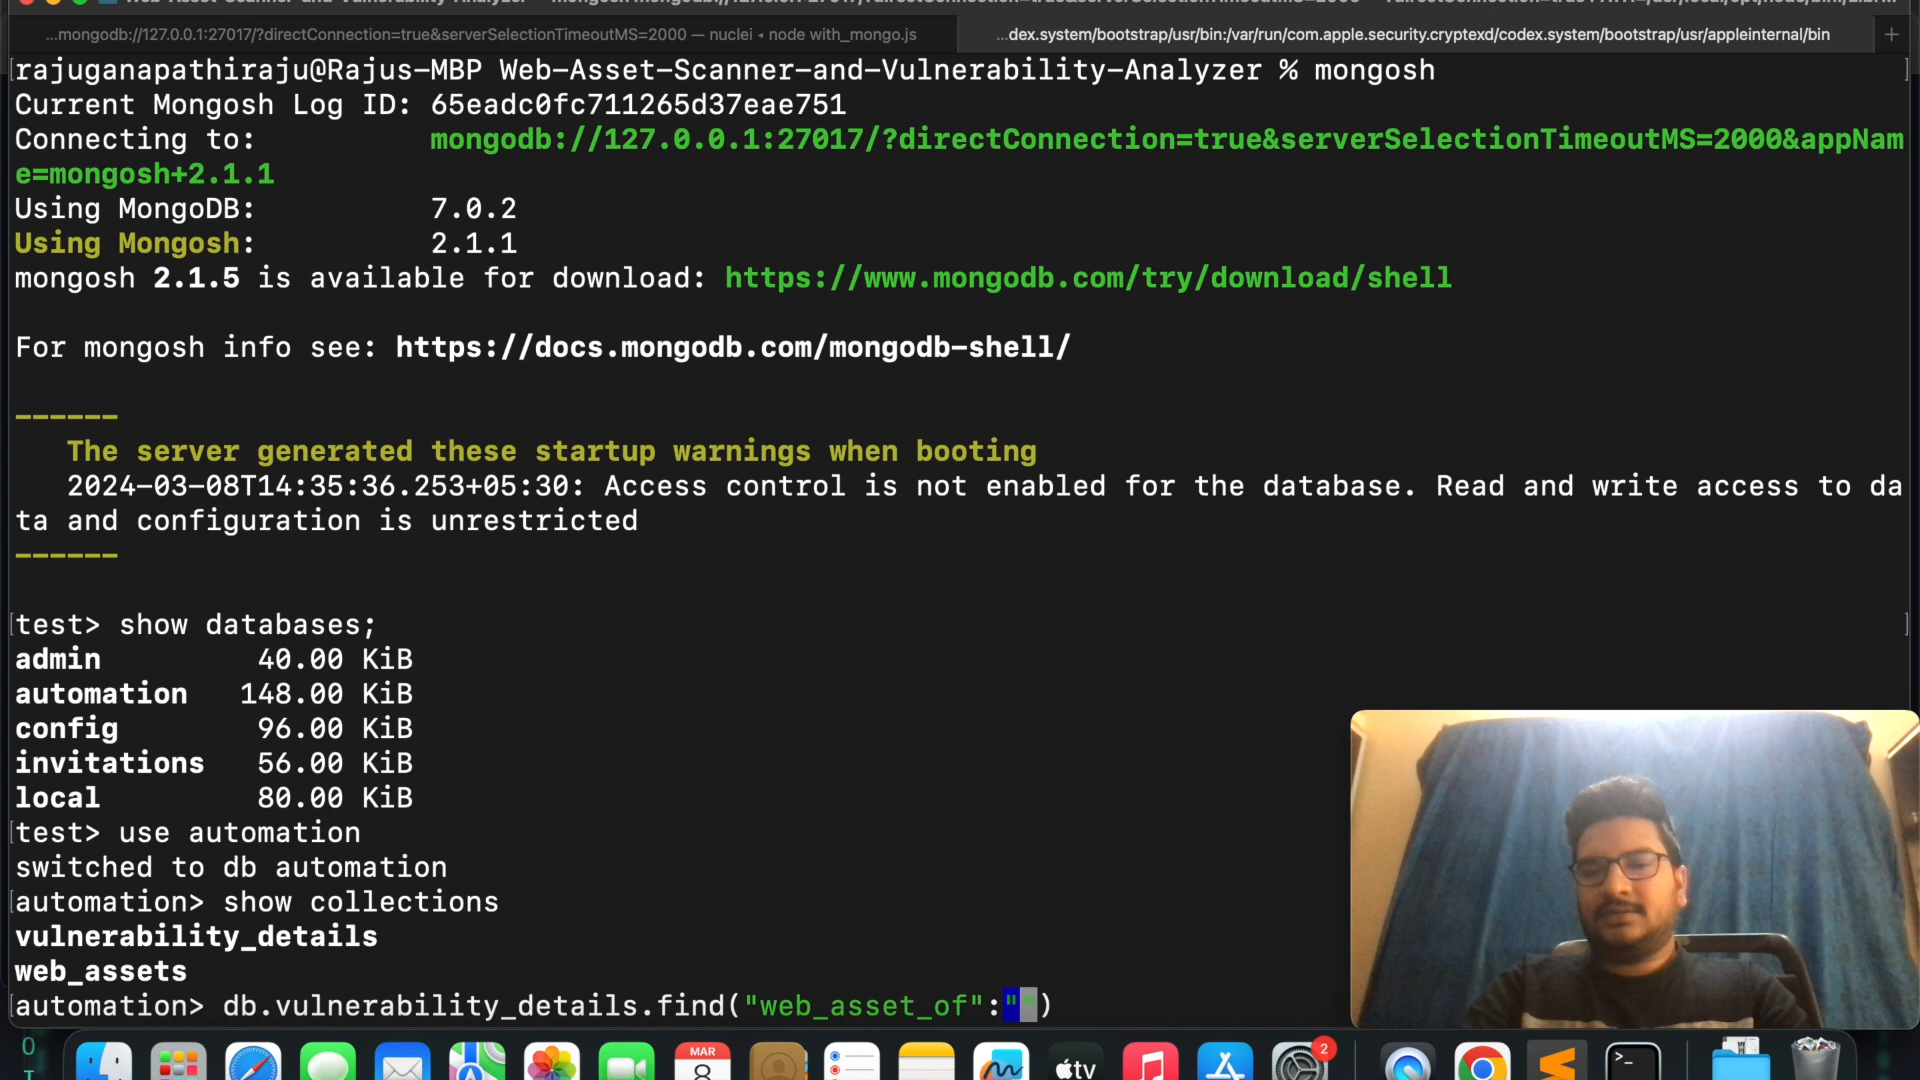 ...mongodb://127.0.0.1:27017/?directConnection=true&serverSelectionTimeoutMS=2000 — nuclei ◂ node with_mongo.js
...dex.system/bootstrap/usr/bin:/var/run/com.apple.security.cryptexd/codex.system/bootstrap/usr/appleinternal/bin
[rajuganapathiraju@Rajus-MBP Web-Asset-Scanner-and-Vulnerability-Analyzer % mongosh ]
Current Mongosh Log ID: 65eadc0fc711265d37eae751
Connecting to: mongodb://127.0.0.1:27017/?directConnection=true&serverSelectionTimeoutMS=2000&appNam
e=mongosh+2.1.1
Using MongoDB: 7.0.2
Using Mongosh: 2.1.1
mongosh 2.1.5 is available for download: https://www.mongodb.com/try/download/shell
For mongosh info see: https://docs.mongodb.com/mongodb-shell/
------
The server generated these startup warnings when booting
2024-03-08T14:35:36.253+05:30: Access control is not enabled for the database. Read and write access to da
ta and configuration is unrestricted
------
[test> show databases; ]
admin 40.00 KiB
automation 148.00 KiB
config 96.00 KiB
invitations 56.00 KiB
local 80.00 KiB
[test> use automation
switched to db automation
[automation> show collections
vulnerability_details
web_assets
[automation> db.vulnerability_details.find("web_asset_of":"")
MAR
8
tv
2